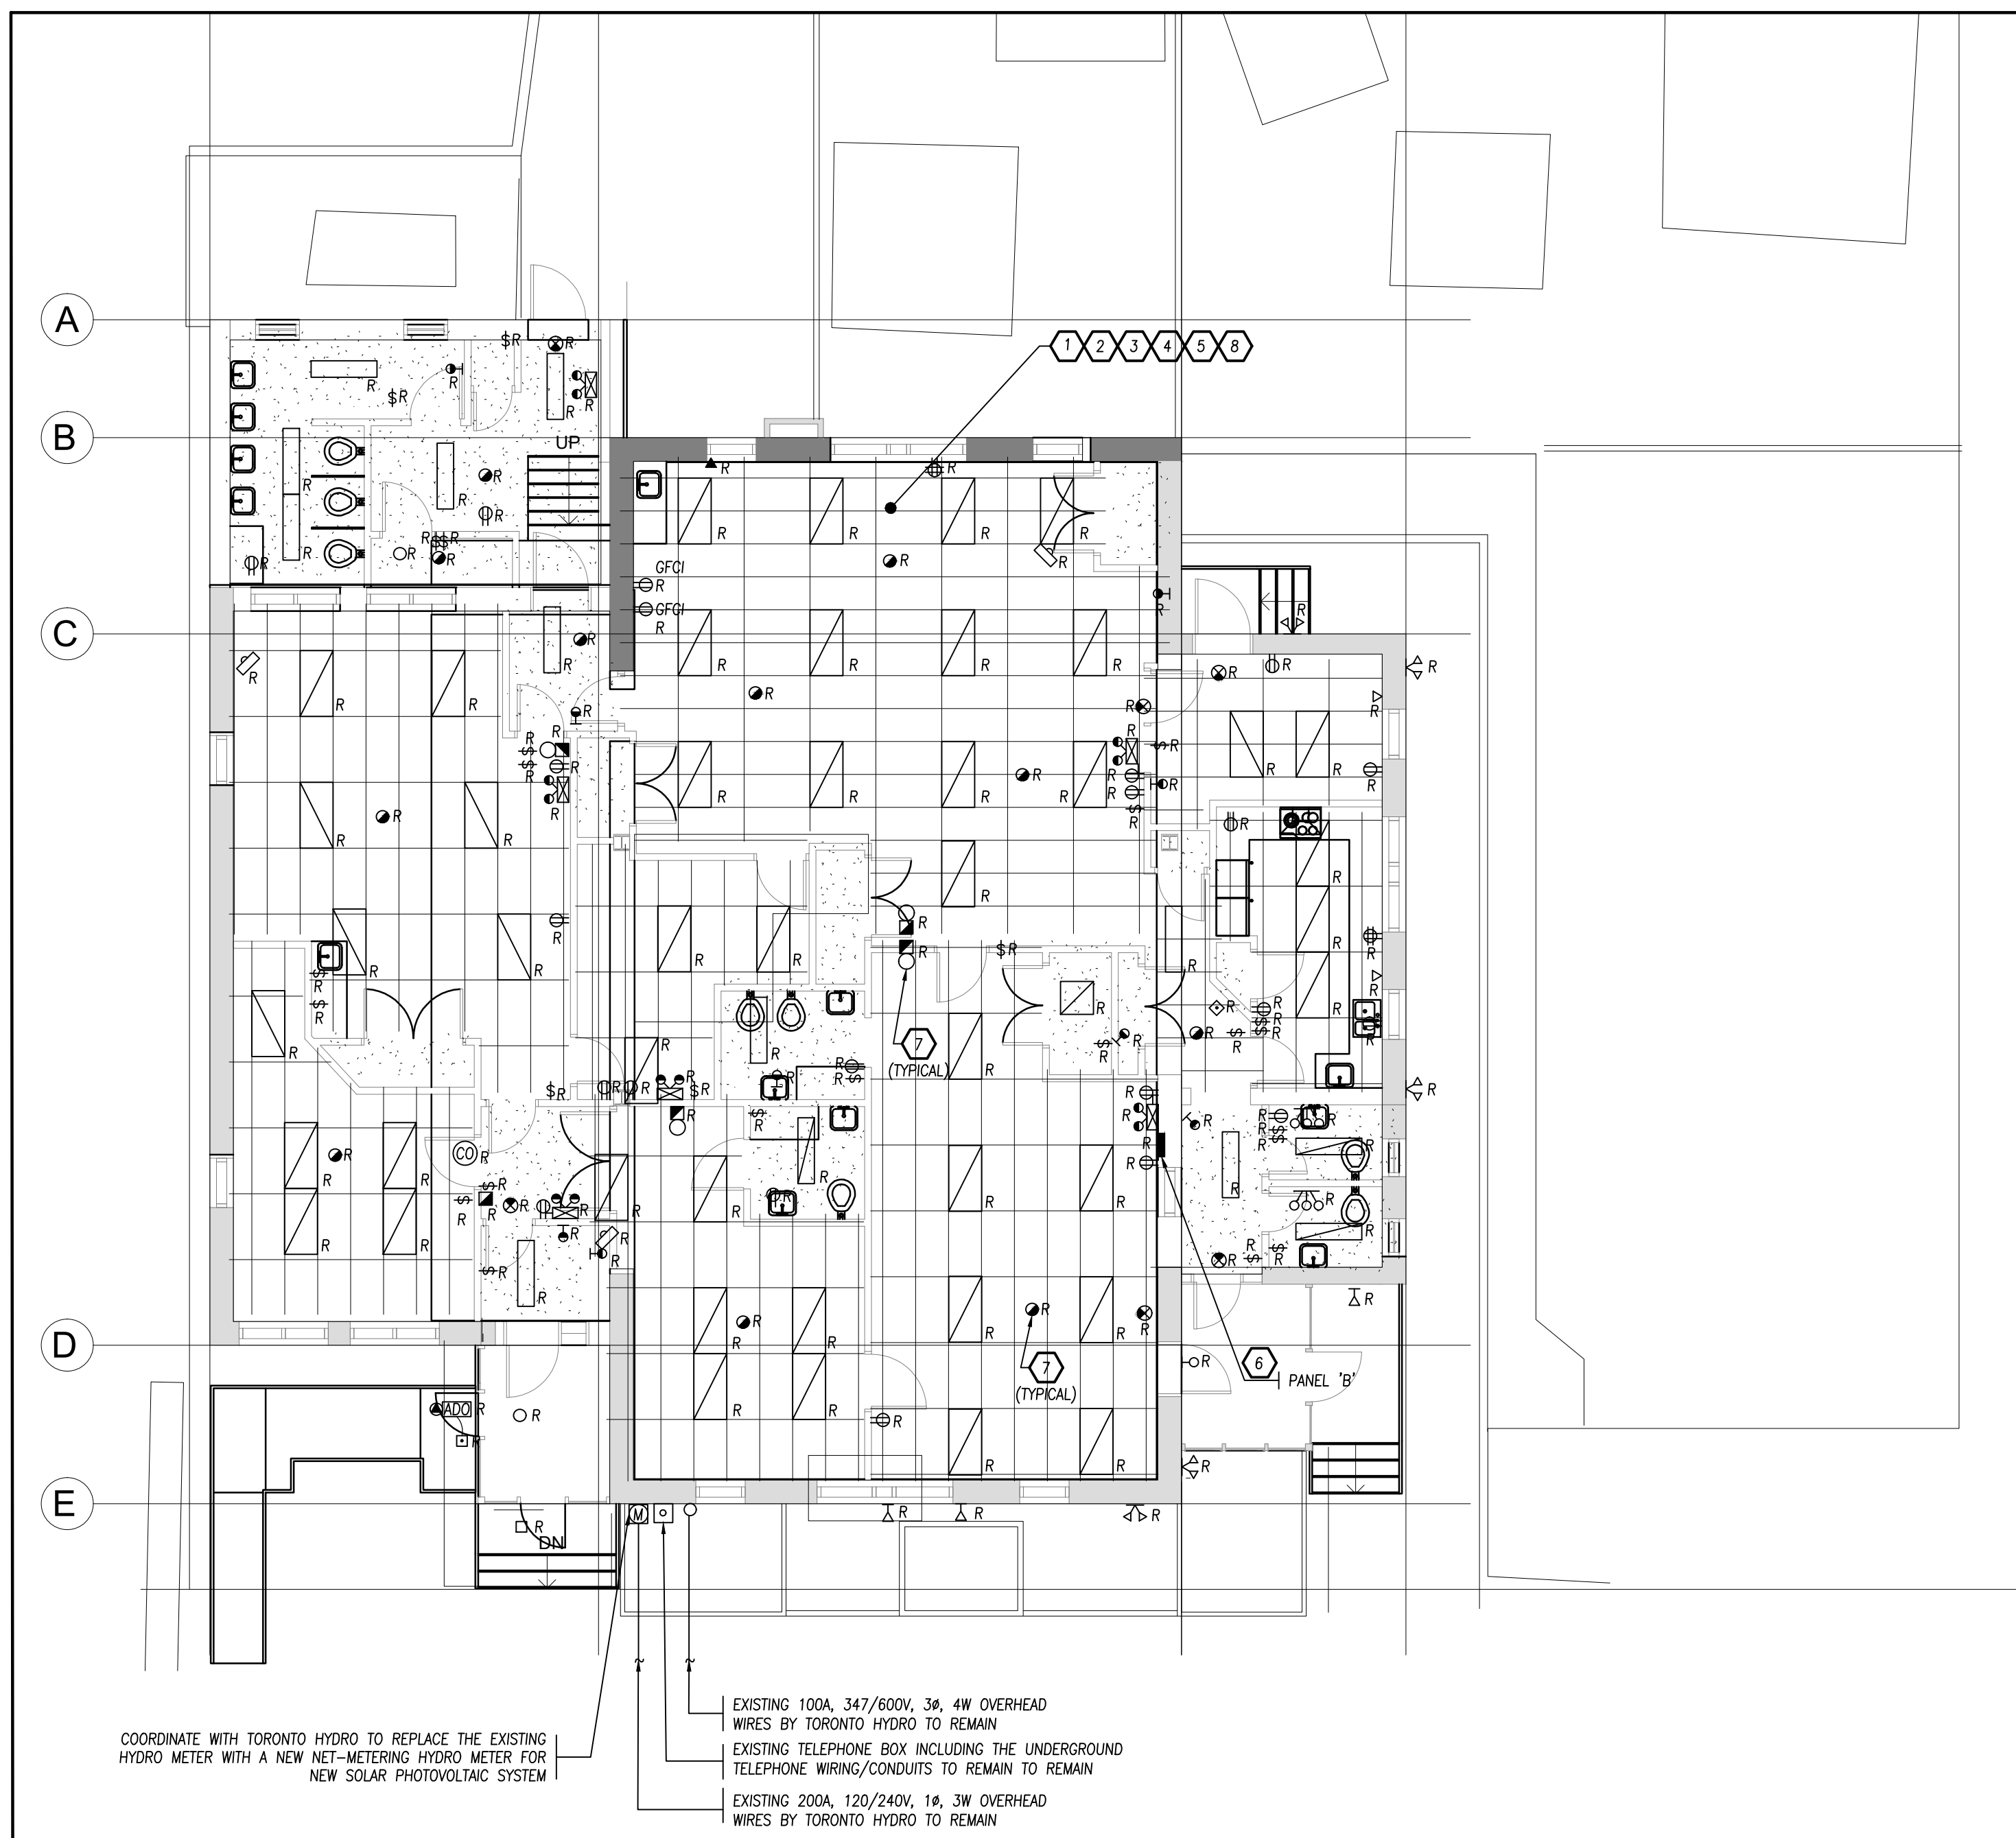 A
B
C
D
E
1 2 3 4 5 8
UP
GFCI
R
GFCI
R
7
(TYPICAL)
CO R
7
(TYPICAL)
6
PANEL 'B'
ADO R
M
DN
COORDINATE WITH TORONTO HYDRO TO REPLACE THE EXISTING
HYDRO METER WITH A NEW NET-METERING HYDRO METER FOR
NEW SOLAR PHOTOVOLTAIC SYSTEM
EXISTING 100A, 347/600V, 3ø, 4W OVERHEAD
WIRES BY TORONTO HYDRO TO REMAIN
EXISTING TELEPHONE BOX INCLUDING THE UNDERGROUND
TELEPHONE WIRING/CONDUITS TO REMAIN TO REMAIN
EXISTING 200A, 120/240V, 1ø, 3W OVERHEAD
WIRES BY TORONTO HYDRO TO REMAIN